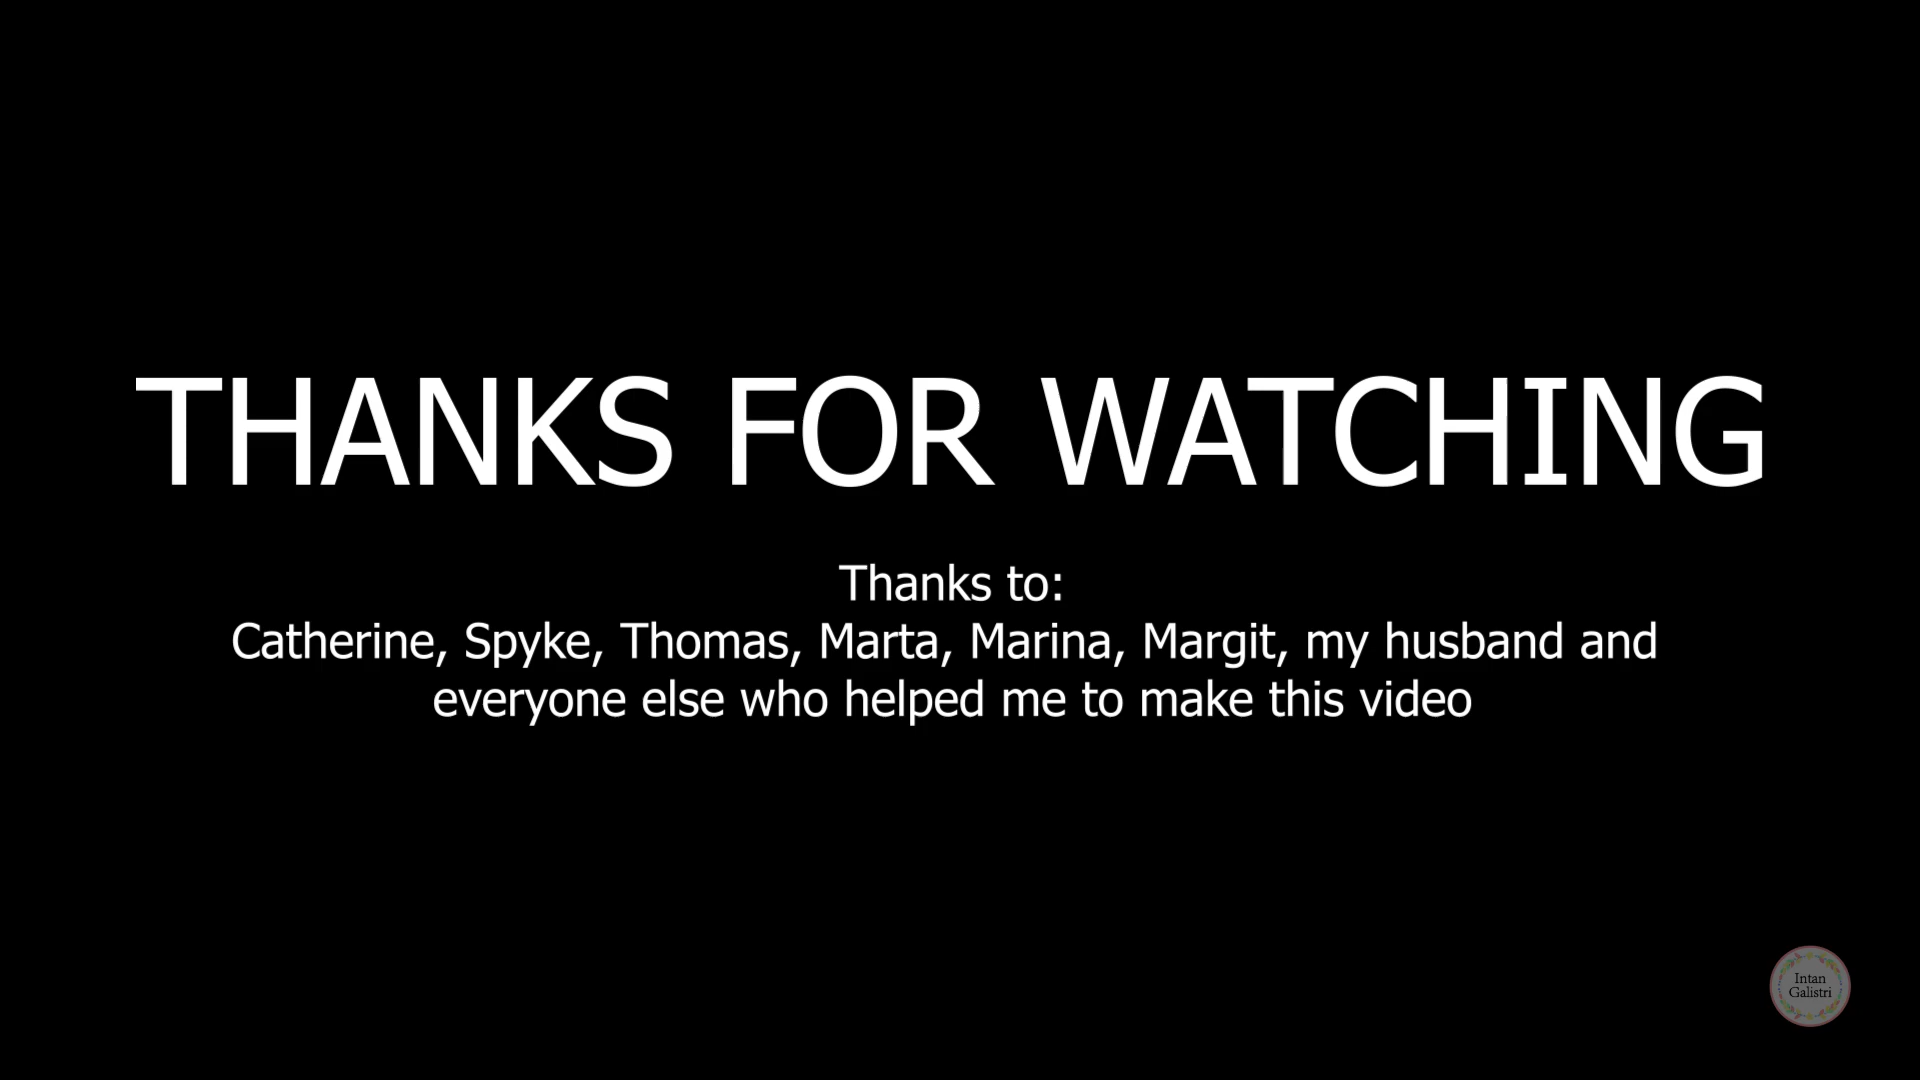 THANKS FOR WATCHING
Thanks to:
Catherine, Spyke, Thomas, Marta, Marina, Margit, my husband and
everyone else who helped me to make this video
Intan
Galistri